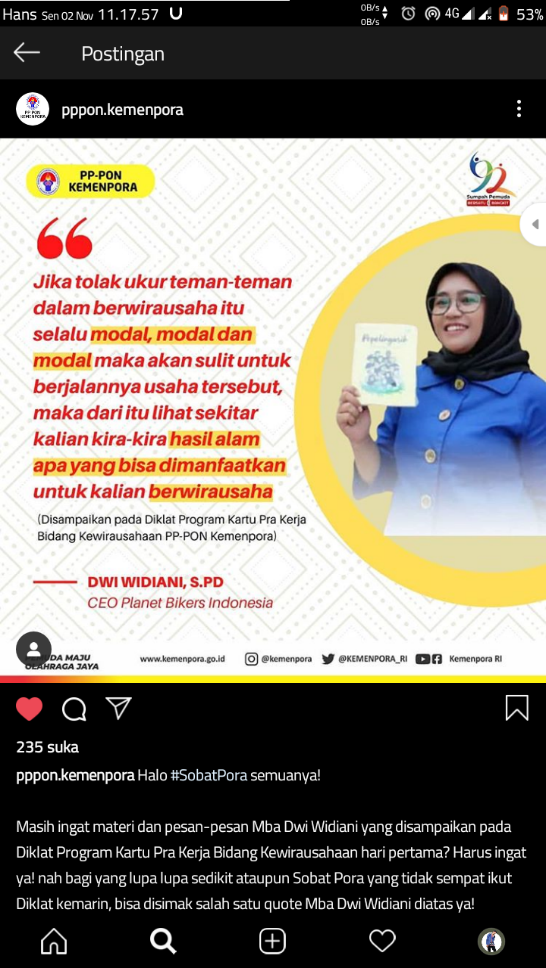 Hans Sen 02 Nov 11.17.57 U 0B/s 0B/s 4G 53%
Postingan
pppon.kemenpora
PP-PON
KEMENPORA
92
Sumpah Pemuda
Jika tolak ukur teman-teman
dalam berwirausaha itu
selalu modal, modal dan
modal maka akan sulit untuk
berjalannya usaha tersebut,
maka dari itu lihat sekitar
kalian kira-kira hasil alam
apa yang bisa dimanfaatkan
untuk kalian berwirausaha
(Disampaikan pada Diklat Program Kartu Pra Kerja
Bidang Kewirausahaan PP-PON Kemenpora)
DWI WIDIANI, S.PD
CEO Planet Bikers Indonesia
MAJU
OLAHRAGA JAYA
www.kemenpora.go.id @kemenpora @KEMENPORA_RI Kemenpora RI
235 suka
pppon.kemenpora Halo #SobatPora semuanya!
Masih ingat materi dan pesan-pesan Mba Dwi Widiani yang disampaikan pada
Diklat Program Kartu Pra Kerja Bidang Kewirausahaan hari pertama? Harus ingat
ya! nah bagi yang lupa lupa sedikit ataupun Sobat Pora yang tidak sempat ikut
Diklat kemarin, bisa disimak salah satu quote Mba Dwi Widiani diatas ya!